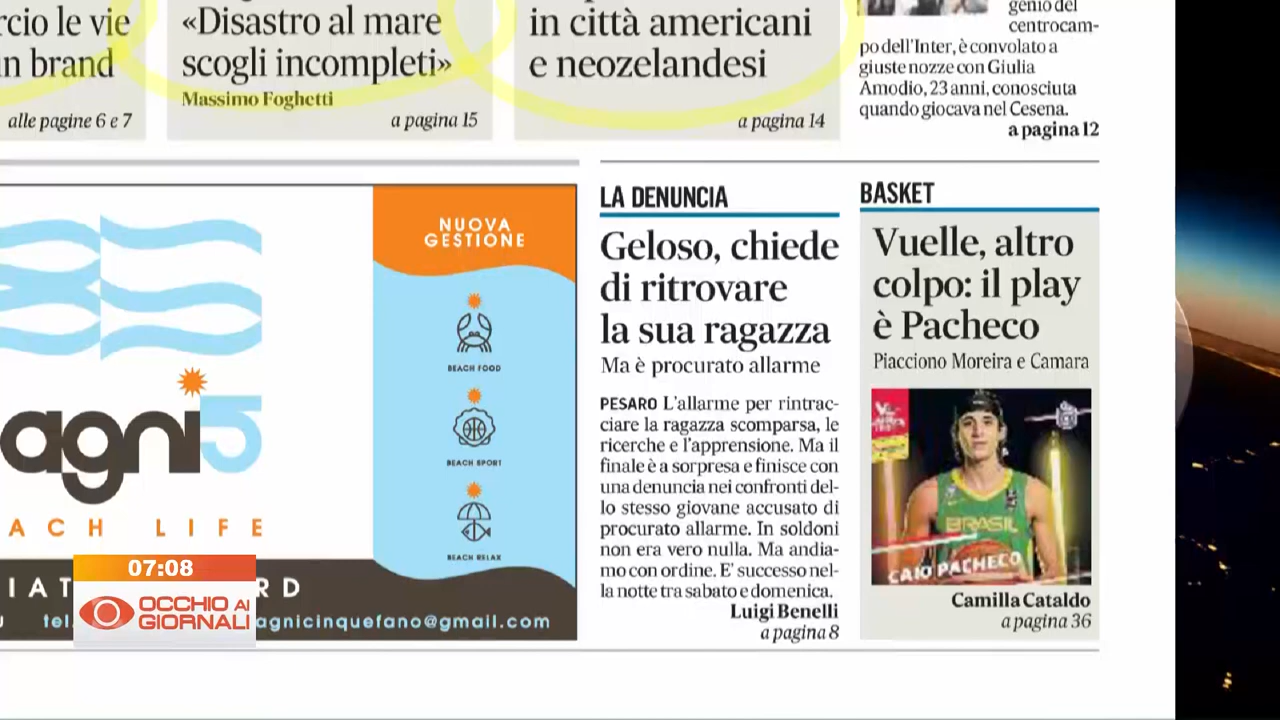 rcio le vie
n brand
alle pagine 6 e 7
«Disastro al mare
scogli incompleti»
Massimo Foghetti
a pagina 15
in città americani
e neozelandesi
a pagina 14
genio del
centrocam-
po dell'Inter, è convolato a
giuste nozze con Giulia
Amodio, 23 anni, conosciuta
quando giocava nel Cesena.
a pagina 12
agni5
ACH LIFE
NUOVA
GESTIONE
BEACH FOOD
BEACH SPORT
BEACH RELAX
tel.
agnicinquefano@gmail.com
07:08
OCCHIO AI
GIORNALI
LA DENUNCIA
Geloso, chiede
di ritrovare
la sua ragazza
Ma è procurato allarme
PESARO L'allarme per rintrac-
ciare la ragazza scomparsa, le
ricerche e l'apprensione. Ma il
finale è a sorpresa e finisce con
una denuncia nei confronti del-
lo stesso giovane accusato di
procurato allarme. In soldoni
non era vero nulla. Ma andia-
mo con ordine. E' successo nel-
la notte tra sabato e domenica.
Luigi Benelli
a pagina 8
BASKET
Vuelle, altro
colpo: il play
è Pacheco
Piacciono Moreira e Camara
BRASIL
CAIO PACHECO
Camilla Cataldo
a pagina 36